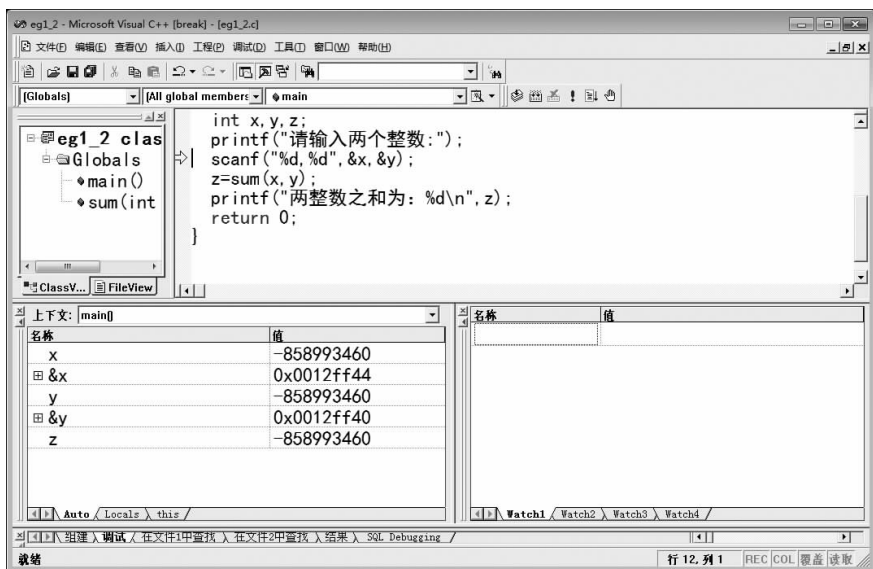 eg1_2 - Microsoft Visual C++ [break] - [eg1_2.c]
文件(F) 编辑(E) 查看(V) 插入(I) 工程(P) 调试(D) 工具(T) 窗口(W) 帮助(H)
(Globals) (All global members main
eg1_2 clas
Globals
main()
sum(int
ClassV... FileView
int x,y,z;
printf("请输入两个整数:");
scanf("%d,%d",&x,&y);
z=sum(x,y);
printf("两整数之和为: %d\n",z);
return 0;
}
上下文: main()
名称 值
x -858993460
&x 0x0012ff44
y -858993460
&y 0x0012ff40
z -858993460
Auto Locals this
名称 值
Watch1 Watch2 Watch3 Watch4
组建 调试 在文件1中查找 在文件2中查找 结果 SQL Debugging
就绪 行 12, 列 1 REC COL 覆盖 读取